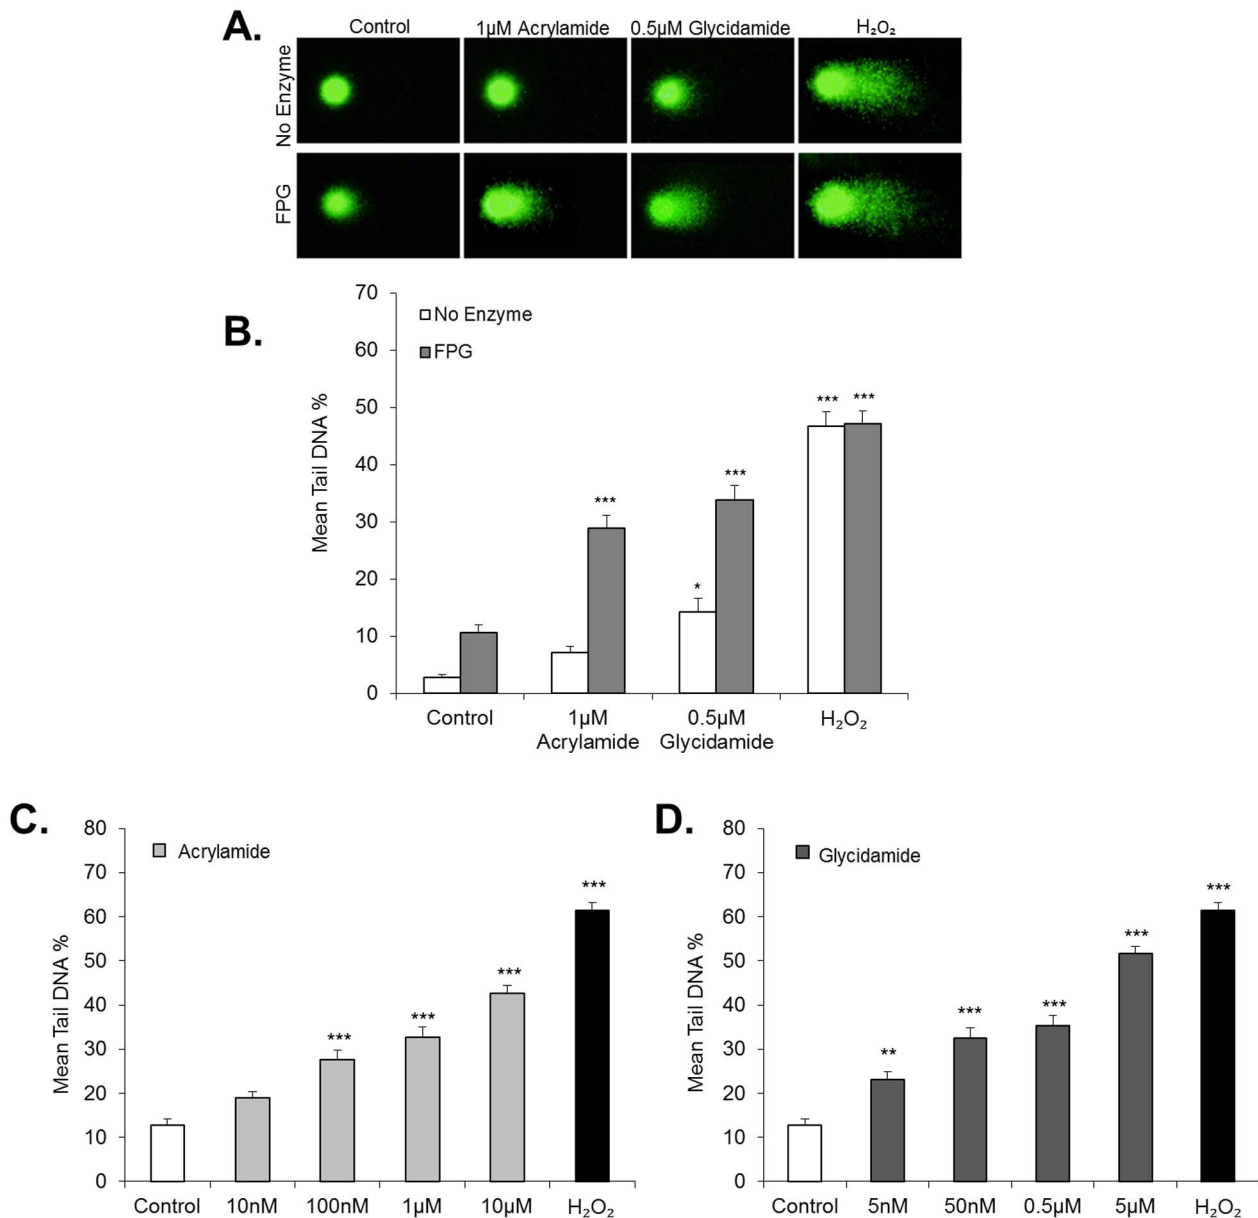 A.
Control 1µM Acrylamide 0.5µM Glycidamide H₂O₂
No Enzyme
FPG
B.
Mean Tail DNA %
70
60
50
40
30
20
10
0
No Enzyme
FPG
***
*
***
*** ***
Control 1µM Acrylamide 0.5µM Glycidamide H₂O₂
C.
Mean Tail DNA %
80
70
60
50
40
30
20
10
0
Acrylamide
***
***
***
***
Control 10nM 100nM 1µM 10µM H₂O₂
D.
Mean Tail DNA %
80
70
60
50
40
30
20
10
0
Glycidamide
**
***
***
***
***
Control 5nM 50nM 0.5µM 5µM H₂O₂